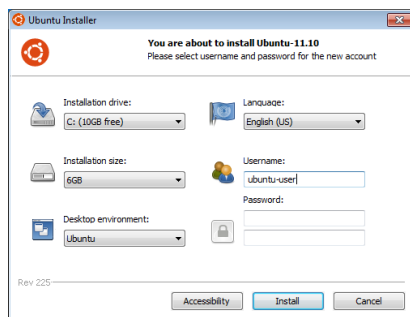 Ubuntu Installer
You are about to install Ubuntu-11.10
Please select username and password for the new account
Installation drive:
C: (10GB free)
Language:
English (US)
Installation size:
6GB
Username:
ubuntu-user
Password:
Desktop environment:
Ubuntu
Rev 225
Accessibility
Install
Cancel